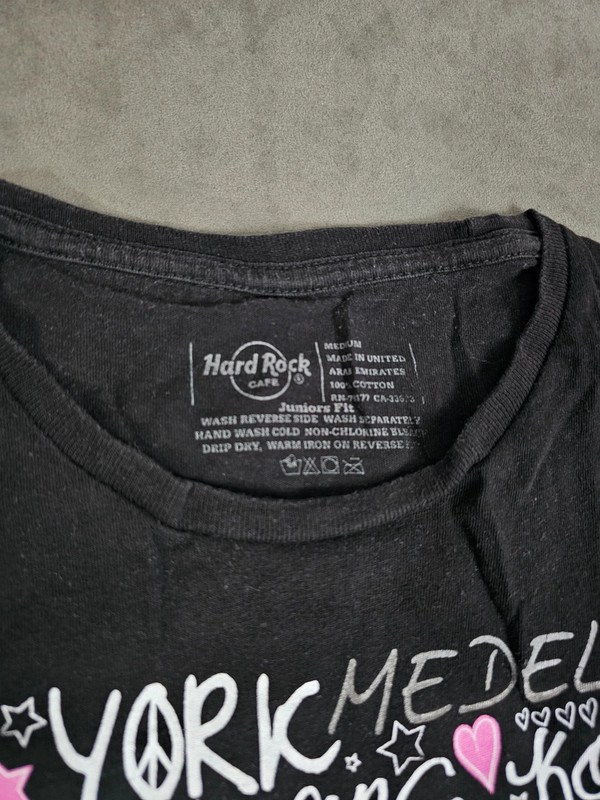 Hard Rock
CAFE ®
MEDIUM
MADE IN UNITED
ARAB EMIRATES
100% COTTON
Juniors Fit
WASH REVERSE SIDE WASH SEPARATELY
HAND WASH COLD NON-CHLORINE BLEACH
DRIP DRY, WARM IRON ON REVERSE
YORK
MEDEL